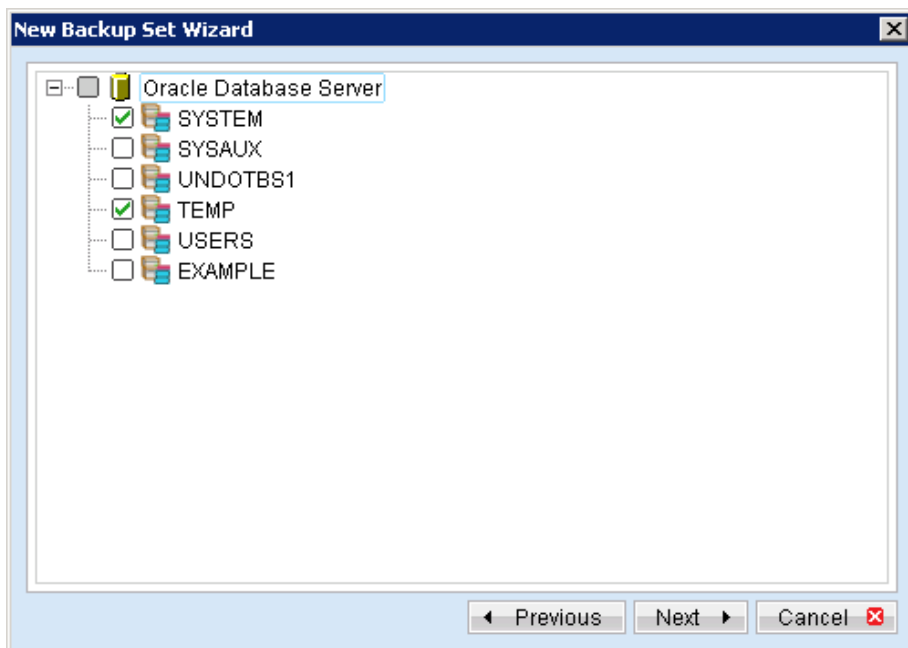 New Backup Set Wizard
Oracle Database Server
SYSTEM
SYSAUX
UNDOTBS1
TEMP
USERS
EXAMPLE
Previous Next Cancel